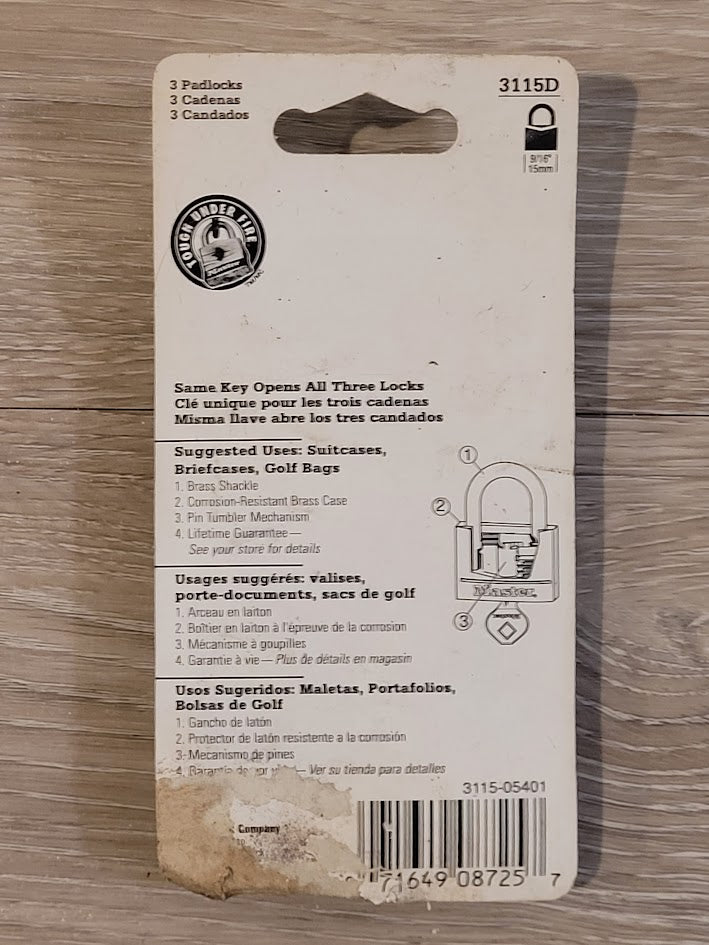 3 Padlocks
3 Cadenas
3 Candados
3115D
9/16"
15mm
TOUGH UNDER FIRE
Master
Same Key Opens All Three Locks
Clé unique pour les trois cadenas
Misma llave abre los tres candados
Suggested Uses: Suitcases,
Briefcases, Golf Bags
1. Brass Shackle
2. Corrosion-Resistant Brass Case
3. Pin Tumbler Mechanism
4. Lifetime Guarantee—
See your store for details
1
2
Master
3
Usages suggérés: valises,
porte-documents, sacs de golf
1. Arceau en laiton
2. Boîtier en laiton à l'épreuve de la corrosion
3. Mécanisme à goupilles
4. Garantie à vie— Plus de détails en magasin
Usos Sugeridos: Maletas, Portafolios,
Bolsas de Golf
1. Gancho de latón
2. Protector de latón resistente a la corrosión
3. Mecanismo de pines
4. Garantía de por vida— Ver su tienda para detalles
3115-05401
Company
71649 08725 7